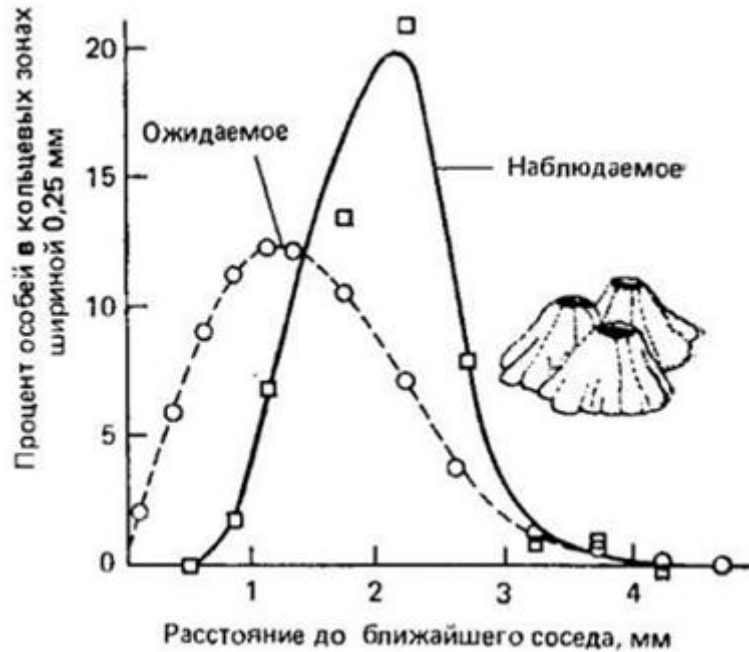 Процент особей в кольцевых зонах
шириной 0,25 мм
20
15
10
5
0
Ожидаемое
Наблюдаемое
1
2
3
4
Расстояние до ближайшего соседа, мм